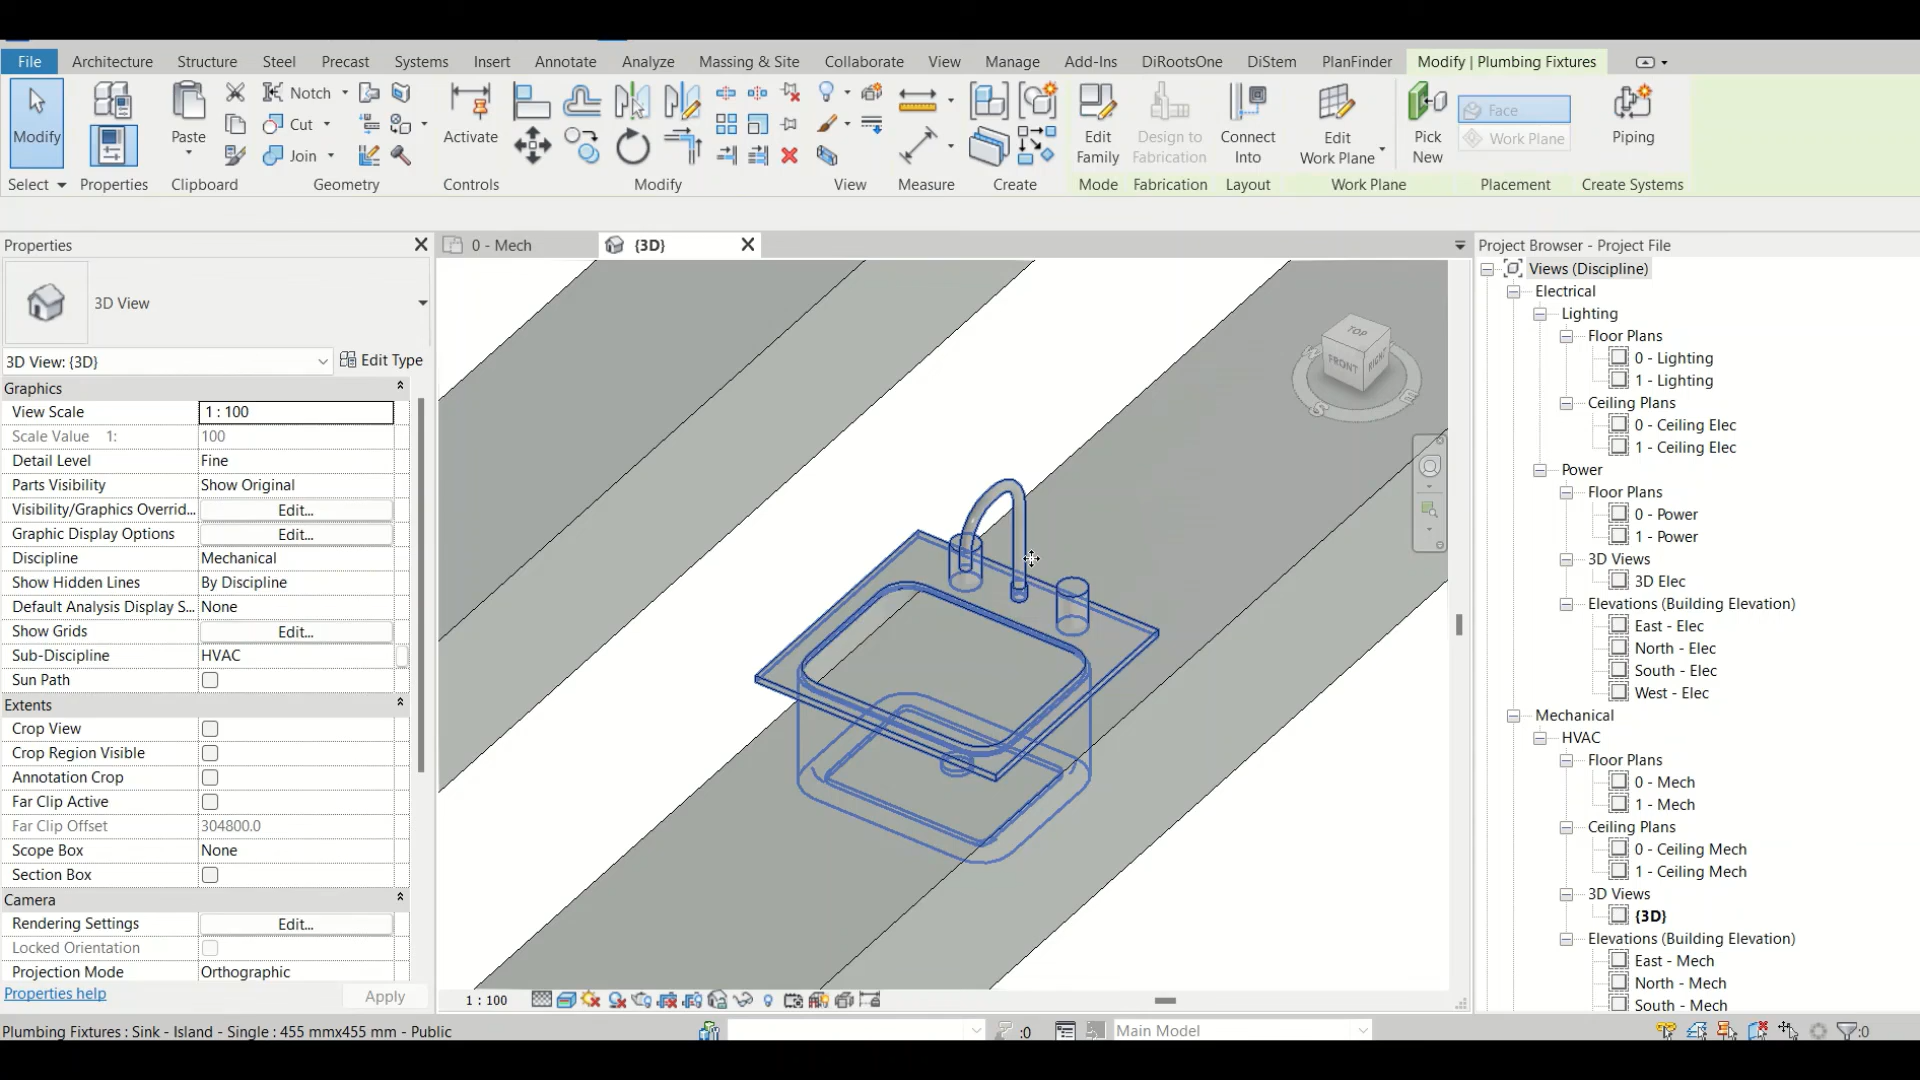 File Architecture Structure Steel Precast Systems Insert Annotate Analyze Massing & Site Collaborate View Manage Add-Ins DiRootsOne DiStem PlanFinder Modify | Plumbing Fixtures
Modify Paste Notch Cut Join Activate Edit Family Design to Fabrication Connect Into Edit Work Plane Pick New Face Work Plane Piping
Select Properties Clipboard Geometry Controls Modify View Measure Create Mode Fabrication Layout Work Plane Placement Create Systems
Properties
0 - Mech {3D}
3D View
3D View: {3D} Edit Type
Graphics
View Scale 1 : 100
Scale Value 1: 100
Detail Level Fine
Parts Visibility Show Original
Visibility/Graphics Overrid... Edit...
Graphic Display Options Edit...
Discipline Mechanical
Show Hidden Lines By Discipline
Default Analysis Display S... None
Show Grids Edit...
Sub-Discipline HVAC
Sun Path
Extents
Crop View
Crop Region Visible
Annotation Crop
Far Clip Active
Far Clip Offset 304800.0
Scope Box None
Section Box
Camera
Rendering Settings Edit...
Locked Orientation
Projection Mode Orthographic
Properties help Apply
TOP
FRONT RIGHT
S E
1 : 100
Project Browser - Project File
Views (Discipline)
Electrical
Lighting
Floor Plans
0 - Lighting
1 - Lighting
Ceiling Plans
0 - Ceiling Elec
1 - Ceiling Elec
Power
Floor Plans
0 - Power
1 - Power
3D Views
3D Elec
Elevations (Building Elevation)
East - Elec
North - Elec
South - Elec
West - Elec
Mechanical
HVAC
Floor Plans
0 - Mech
1 - Mech
Ceiling Plans
0 - Ceiling Mech
1 - Ceiling Mech
3D Views
{3D}
Elevations (Building Elevation)
East - Mech
North - Mech
South - Mech
Plumbing Fixtures : Sink - Island - Single : 455 mmx455 mm - Public :0 Main Model :0